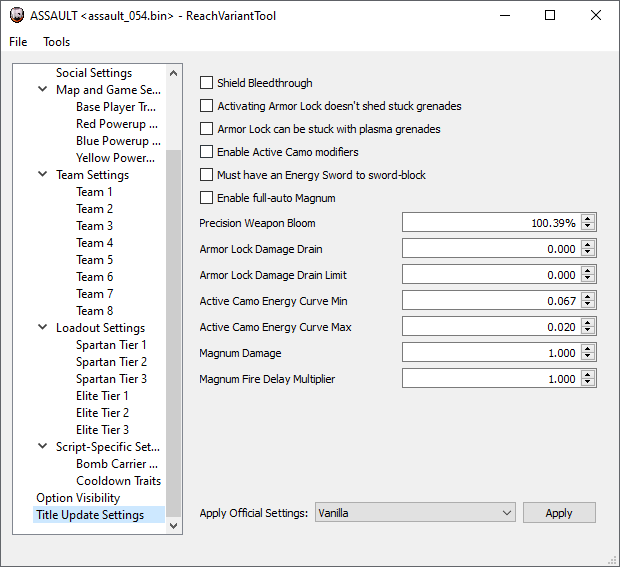 ASSAULT <assault_054.bin> - ReachVariantTool
File Tools
Social Settings
Map and Game Se...
Base Player Tr...
Red Powerup ...
Blue Powerup ...
Yellow Power...
Team Settings
Team 1
Team 2
Team 3
Team 4
Team 5
Team 6
Team 7
Team 8
Loadout Settings
Spartan Tier 1
Spartan Tier 2
Spartan Tier 3
Elite Tier 1
Elite Tier 2
Elite Tier 3
Script-Specific Set...
Bomb Carrier ...
Cooldown Traits
Option Visibility
Title Update Settings
Shield Bleedthrough
Activating Armor Lock doesn't shed stuck grenades
Armor Lock can be stuck with plasma grenades
Enable Active Camo modifiers
Must have an Energy Sword to sword-block
Enable full-auto Magnum
Precision Weapon Bloom 100.39%
Armor Lock Damage Drain 0.000
Armor Lock Damage Drain Limit 0.000
Active Camo Energy Curve Min 0.067
Active Camo Energy Curve Max 0.020
Magnum Damage 1.000
Magnum Fire Delay Multiplier 1.000
Apply Official Settings: Vanilla Apply